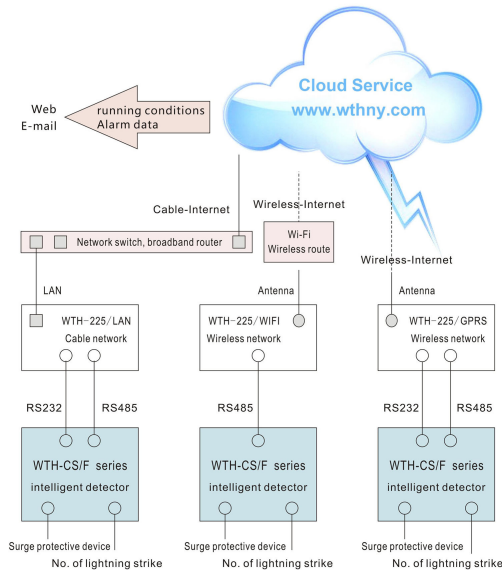 Cloud Service
www.wthny.com
Web
E-mail
running conditions
Alarm data
Cable-Internet
Wireless-Internet
Network switch, broadband router
Wi-Fi
Wireless route
Wireless-Internet
LAN
Antenna
Antenna
WTH-225/LAN
Cable network
WTH-225/WIFI
Wireless network
WTH-225/GPRS
Wireless network
RS232
RS485
RS485
RS232
RS485
WTH-CS/F series
intelligent detector
WTH-CS/F series
intelligent detector
WTH-CS/F series
intelligent detector
Surge protective device
No. of lightning strike
Surge protective device
No. of lightning strike
Surge protective device
No. of lightning strike